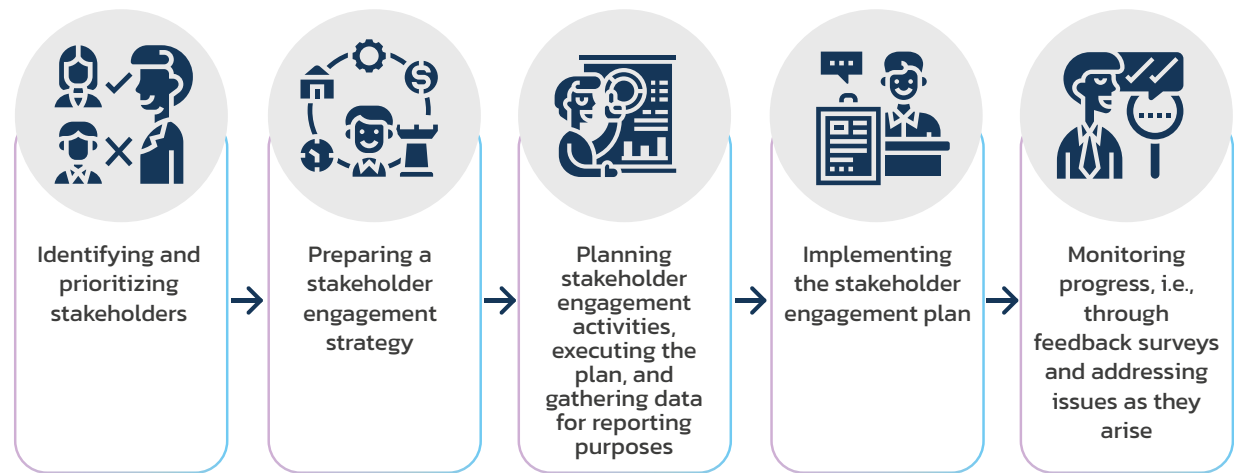 Identifying and
prioritizing
stakeholders
Preparing a
stakeholder
engagement
strategy
Planning
stakeholder
engagement
activities,
executing the
plan, and
gathering data
for reporting
purposes
Implementing
the stakeholder
engagement plan
Monitoring
progress, i.e.,
through
feedback surveys
and addressing
issues as they
arise